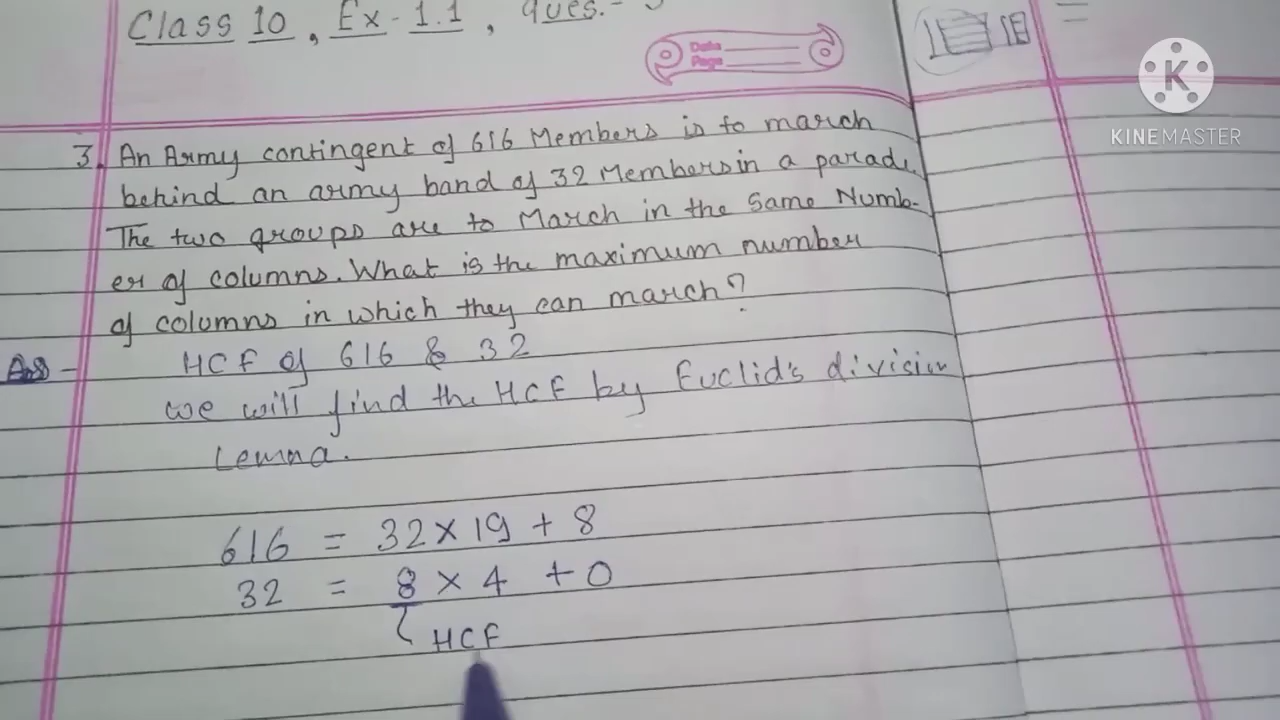 Class 10, Ex-1.1, Ques.-
Date
Page
KINEMASTER
3. An Army contingent of 616 Members is to march
behind an army band of 32 Members in a parade.
The two groups are to March in the same Numb-
er of columns. What is the maximum number
of columns in which they can march?
Ans - HCF of 616 & 32
we will find the HCF by Euclid's division
Lemma.
616 = 32 × 19 + 8
32 = 8 × 4 + 0
HCF